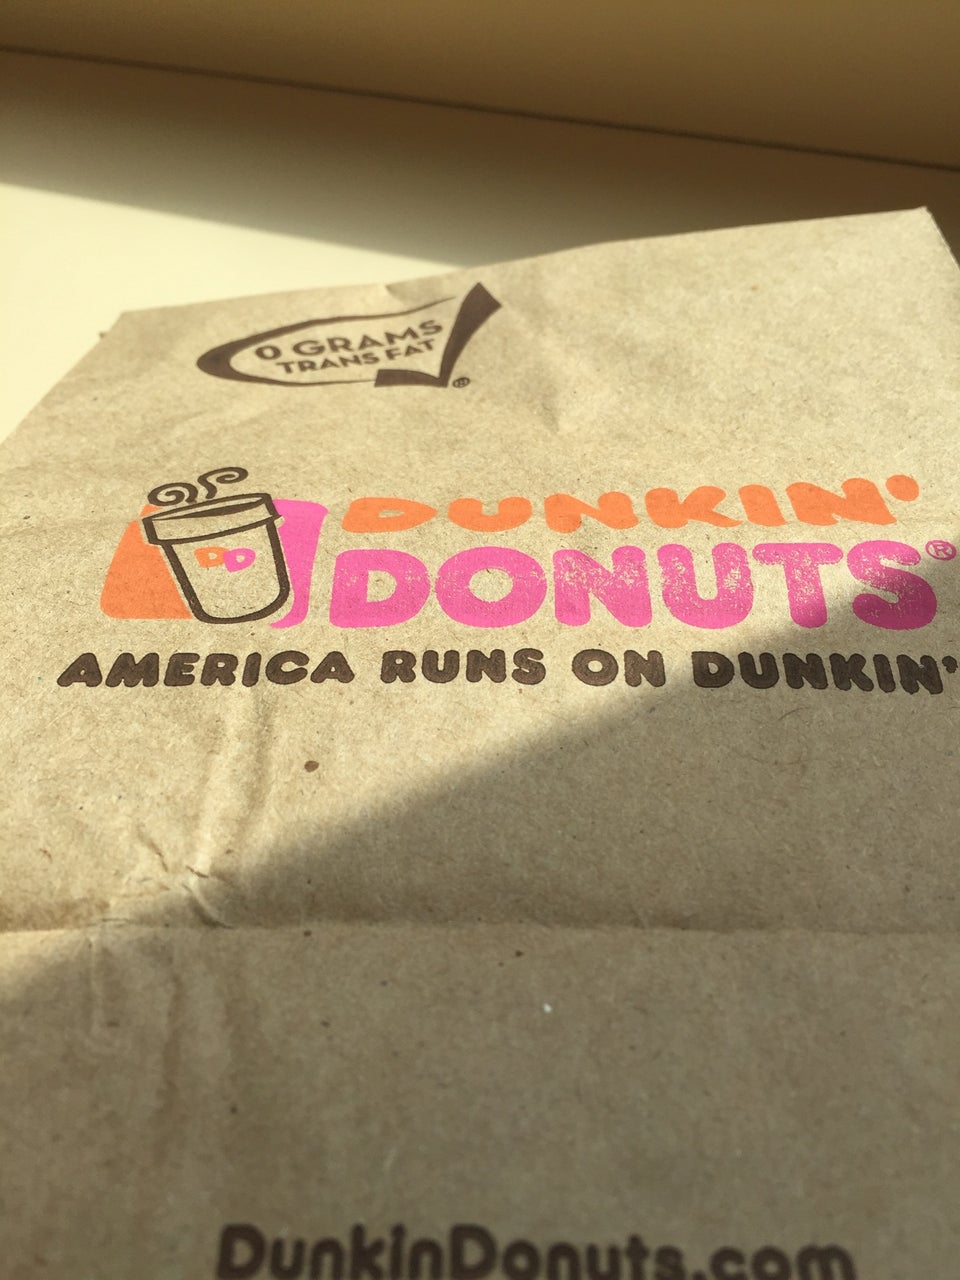 0 GRAMS
TRANS FAT
®
DD
DUNKIN'
DONUTS®
AMERICA RUNS ON DUNKIN'
DunkinDonuts.com